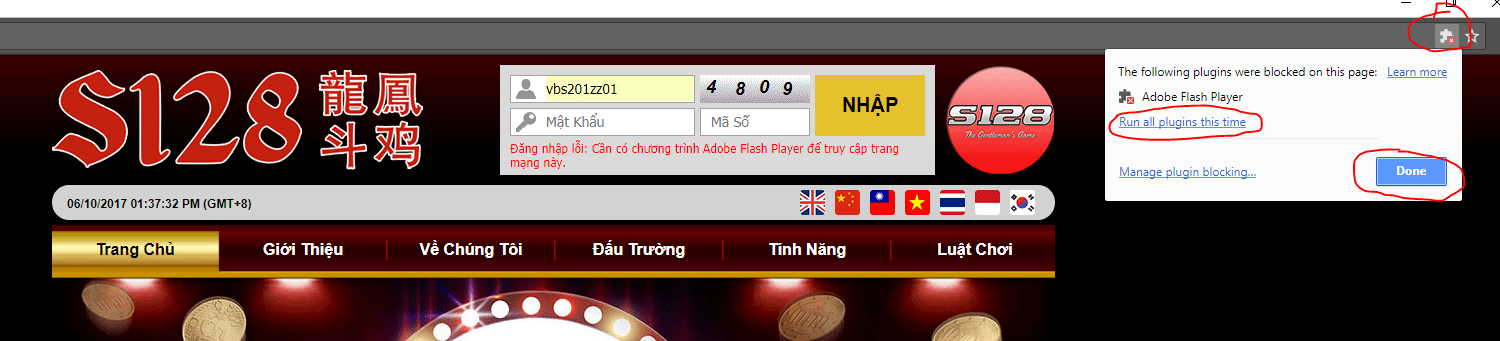 The following plugins were blocked on this page: Learn more
Adobe Flash Player
Run all plugins this time
Manage plugin blocking... Done
S128 龍鳳
斗鸡
vbs201zz01 4 8 0 9 NHẬP
Mật Khẩu Mã Số
Đăng nhập lỗi: Cần có chương trình Adobe Flash Player để truy cập trang
mạng này.
S128
The Gentleman's Game
06/10/2017 01:37:32 PM (GMT+8)
Trang Chủ Giới Thiệu Về Chúng Tôi Đấu Trường Tính Năng Luật Chơi